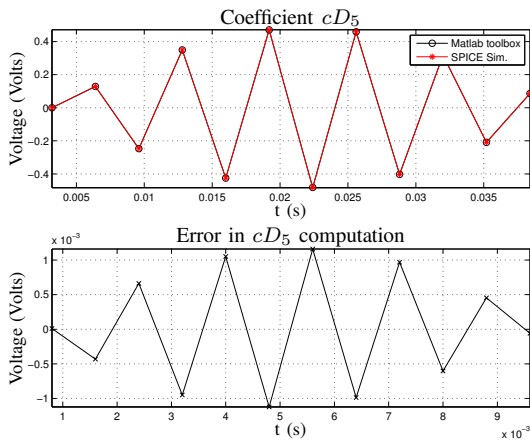 Coefficient cD5
0.4
0.2
0
−0.2
−0.4
Voltage (Volts)
Matlab toolbox
SPICE Sim.
0.005 0.01 0.015 0.02 0.025 0.03 0.035
t (s)
Error in cD5 computation
x 10^-3
1
0.5
0
−0.5
−1
Voltage (Volts)
1 2 3 4 5 6 7 8 9
t (s)
x 10^-3